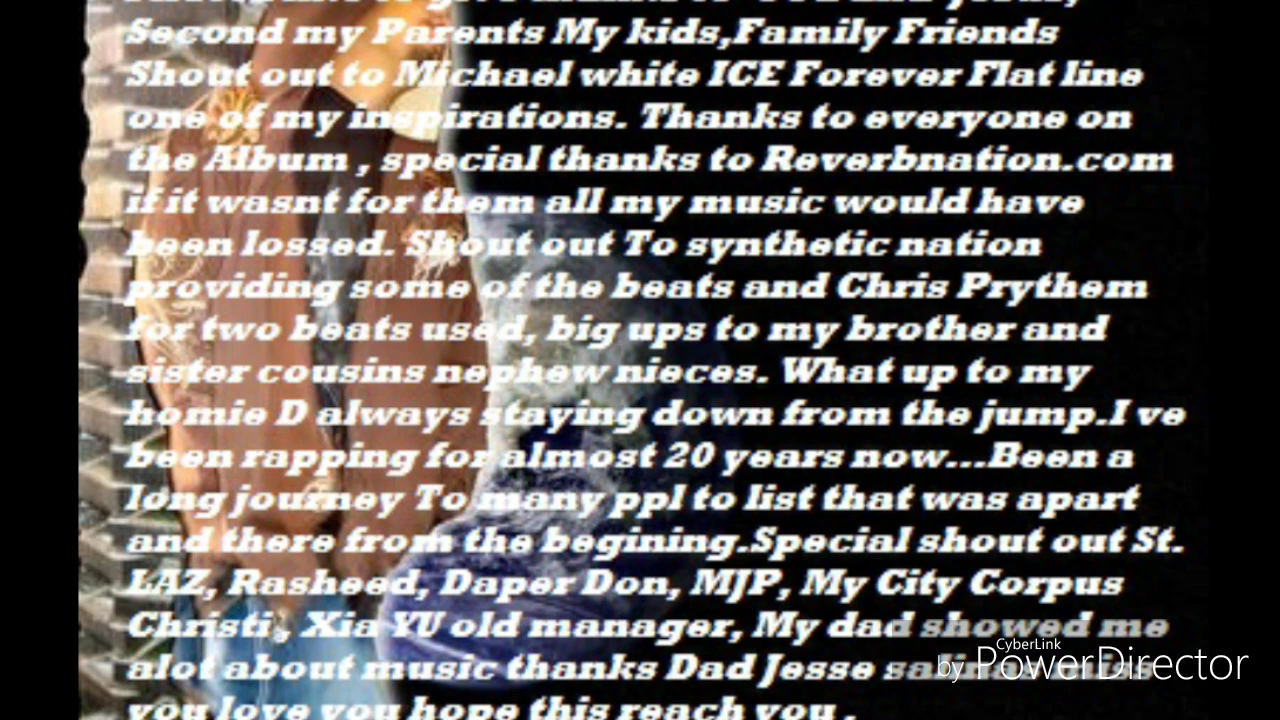 Second my Parents My kids,Family Friends
Shout out to Michael white ICE Forever Flat line
one of my inspirations. Thanks to everyone on
the Album , special thanks to Reverbnation.com
if it wasnt for them all my music would have
been lossed. Shout out To synthetic nation
providing some of the beats and Chris Prythem
for two beats used, big ups to my brother and
sister cousins nephew nieces. What up to my
homie D always staying down from the jump.I ve
been rapping for almost 20 years now...Been a
long journey To many ppl to list that was apart
and there from the begining.Special shout out St.
LAZ, Rasheed, Daper Don, MJP, My City Corpus
Christi, Xia YU old manager, My dad showed me
alot about music thanks Dad Jesse
you love you hope this reach you .
CyberLink
by PowerDirector